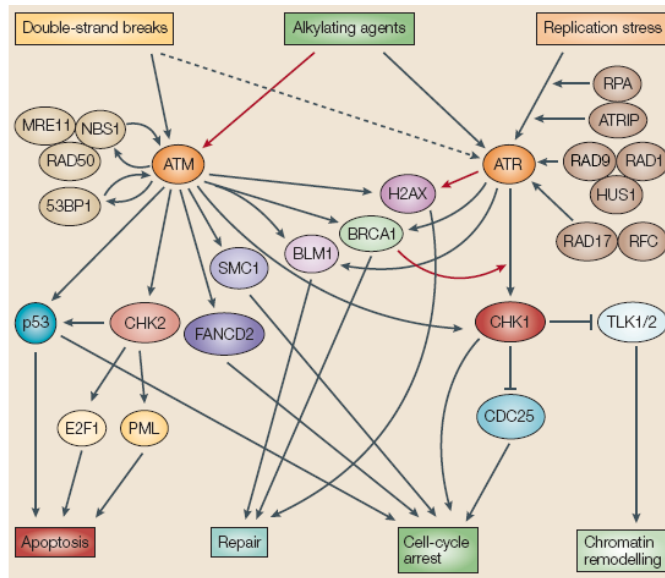 Double-strand breaks
Alkylating agents
Replication stress
RPA
MRE11
NBS1
ATRIP
RAD50
ATM
ATR
RAD9
RAD1
HUS1
53BP1
H2AX
BRCA1
BLM1
RAD17
RFC
SMC1
p53
CHK2
FANCD2
CHK1
TLK1/2
CDC25
E2F1
PML
Apoptosis
Repair
Cell-cycle
arrest
Chromatin
remodelling